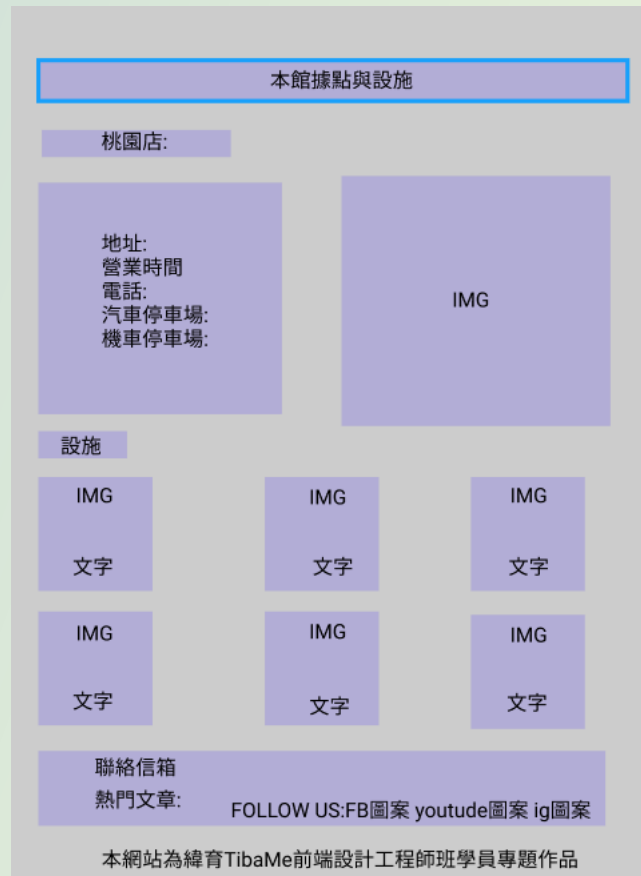 本館據點與設施
桃園店:
地址:
營業時間
電話:
汽車停車場:
機車停車場:
IMG
設施
IMG
文字
IMG
文字
IMG
文字
IMG
文字
IMG
文字
IMG
文字
聯絡信箱
熱門文章:
FOLLOW US:FB圖案 youtude圖案 ig圖案
本網站為緯育TibaMe前端設計工程師班學員專題作品